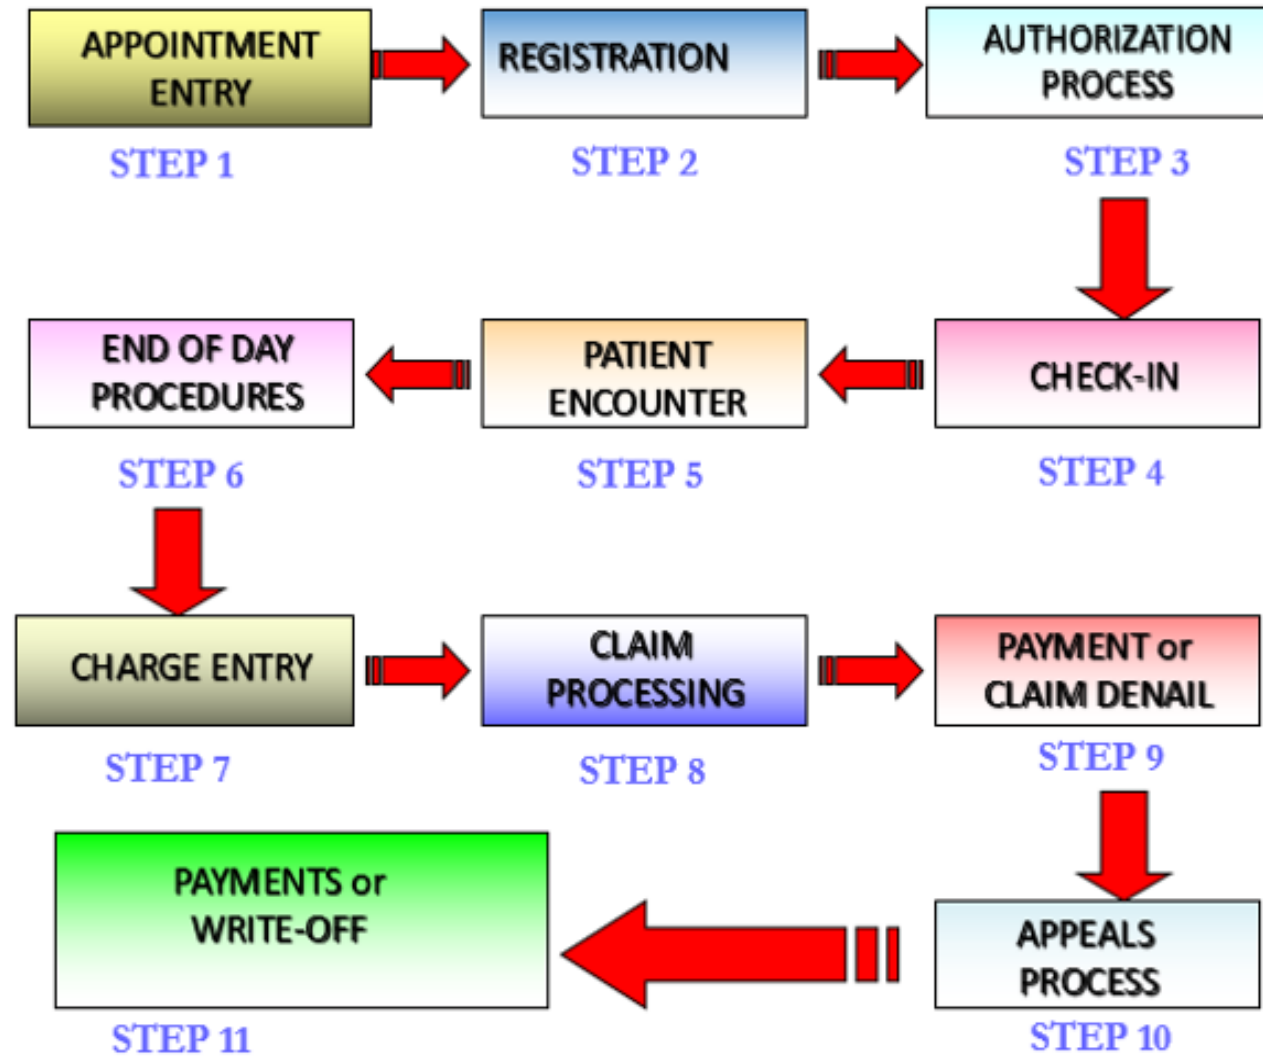 APPOINTMENT
ENTRY
STEP 1
REGISTRATION
STEP 2
AUTHORIZATION
PROCESS
STEP 3
CHECK-IN
STEP 4
PATIENT
ENCOUNTER
STEP 5
END OF DAY
PROCEDURES
STEP 6
CHARGE ENTRY
STEP 7
CLAIM
PROCESSING
STEP 8
PAYMENT or
CLAIM DENAIL
STEP 9
APPEALS
PROCESS
STEP 10
PAYMENTS or
WRITE-OFF
STEP 11